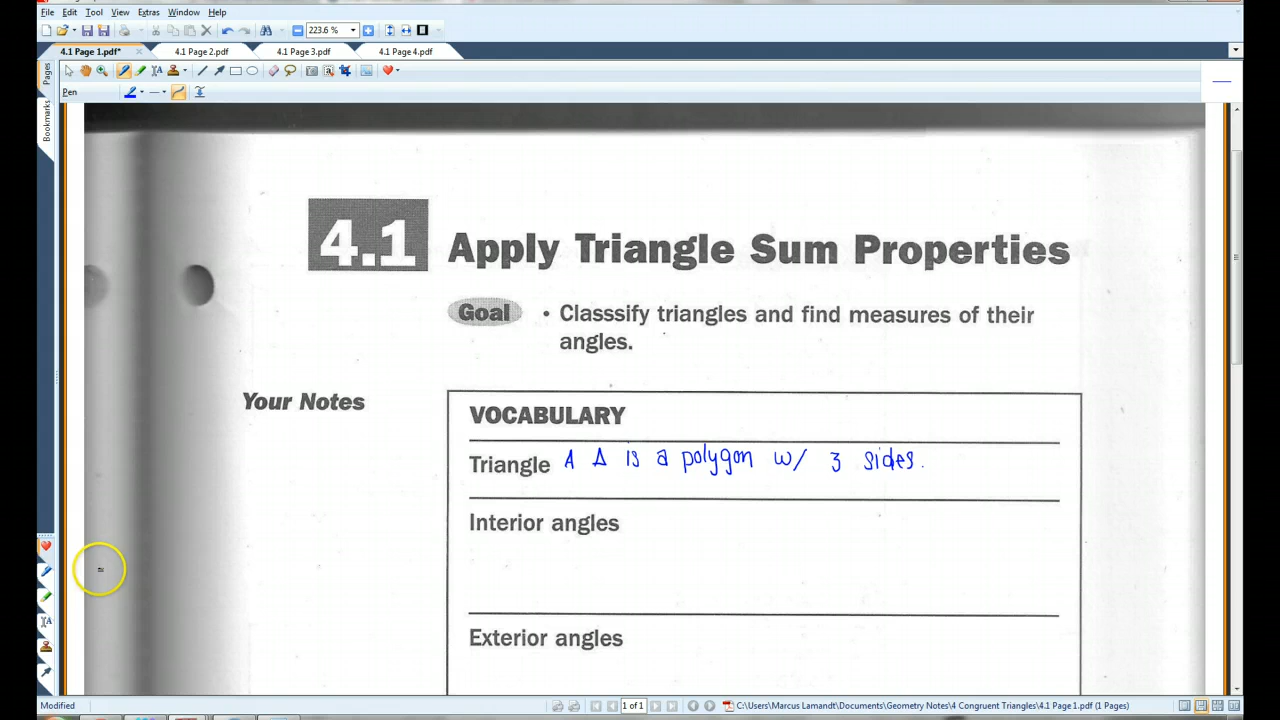 File Edit View Tools Extras Window Help
223.6 %
4.1 Page 1.pdf* × 4.1 Page 2.pdf 4.1 Page 3.pdf 4.1 Page 4.pdf
Pages
Bookmarks
Pen
4.1 Apply Triangle Sum Properties
Goal • Classsify triangles and find measures of their
angles.
Your Notes
VOCABULARY
Triangle A Δ is a polygon w/ 3 sides.
Interior angles
Exterior angles
Modified 1 of 1 C:\Users\Marcus Lamandt\Documents\Geometry Notes\4 Congruent Triangles\4.1 Page 1.pdf (1 Pages)